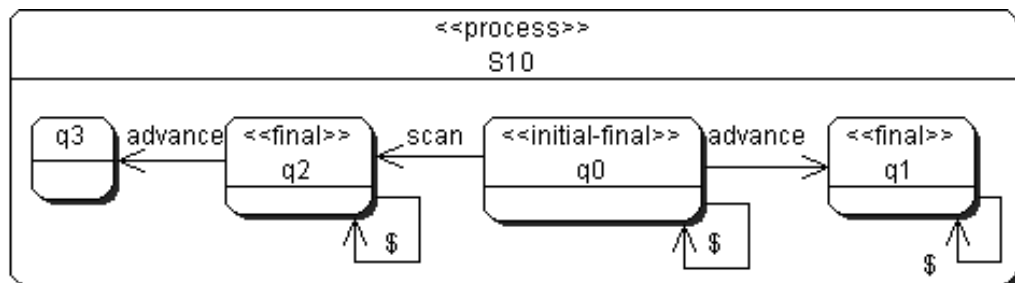 <<process>>
S10
q3
advance
<<final>>
q2
scan
<<initial-final>>
q0
advance
<<final>>
q1
$
$
$